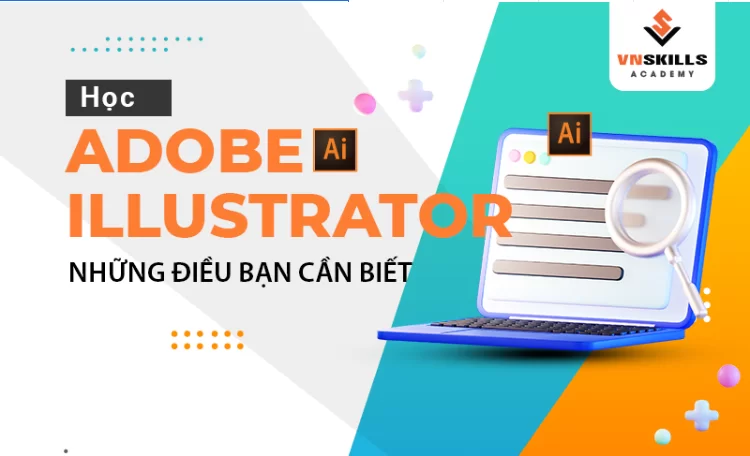 VNSKILLS
ACADEMY
Học
ADOBE Ai
ILLUSTRATOR
NHỮNG ĐIỀU BẠN CẦN BIẾT
Ai